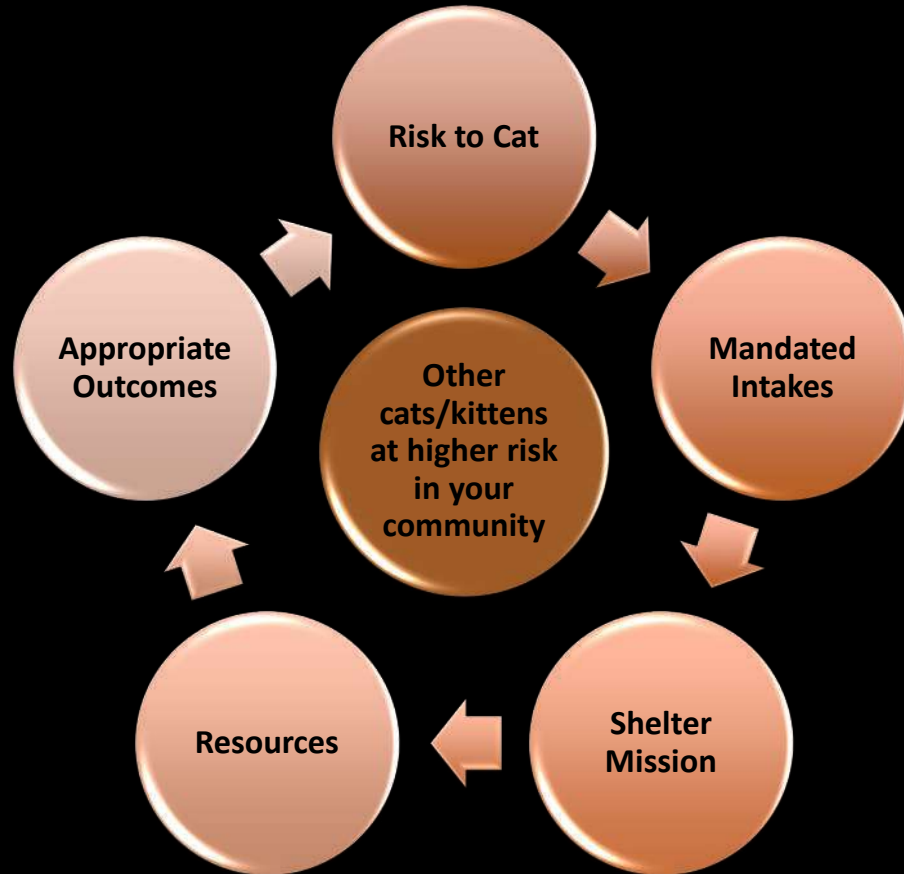 Risk to Cat
Mandated
Intakes
Shelter
Mission
Resources
Appropriate
Outcomes
Other
cats/kittens
at higher risk
in your
community